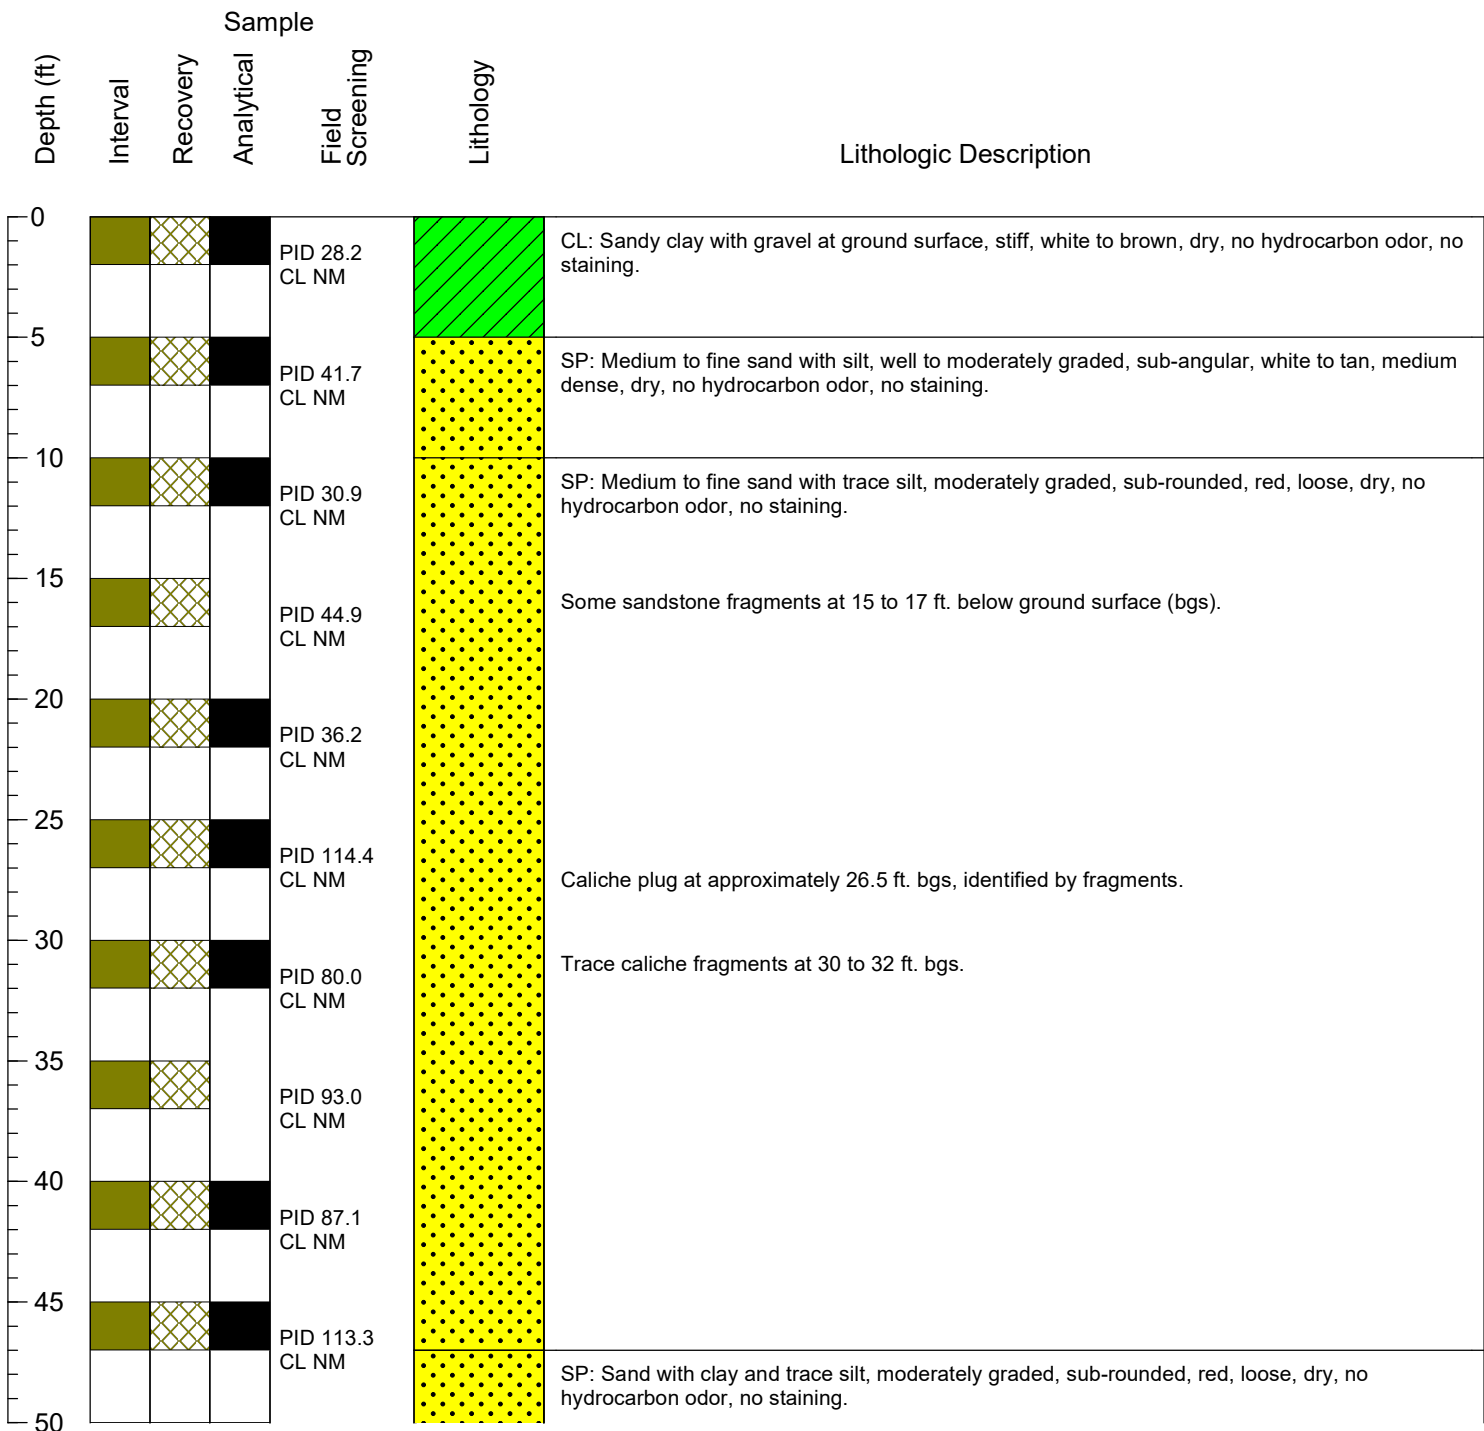 Sample
Depth (ft)
Interval
Recovery
Analytical
Field
Screening
Lithology
Lithologic Description
0
PID 28.2
CL NM
CL: Sandy clay with gravel at ground surface, stiff, white to brown, dry, no hydrocarbon odor, no
staining.
5
PID 41.7
CL NM
SP: Medium to fine sand with silt, well to moderately graded, sub-angular, white to tan, medium
dense, dry, no hydrocarbon odor, no staining.
10
PID 30.9
CL NM
SP: Medium to fine sand with trace silt, moderately graded, sub-rounded, red, loose, dry, no
hydrocarbon odor, no staining.
15
PID 44.9
CL NM
Some sandstone fragments at 15 to 17 ft. below ground surface (bgs).
20
PID 36.2
CL NM
25
PID 114.4
CL NM
Caliche plug at approximately 26.5 ft. bgs, identified by fragments.
30
PID 80.0
CL NM
Trace caliche fragments at 30 to 32 ft. bgs.
35
PID 93.0
CL NM
40
PID 87.1
CL NM
45
PID 113.3
CL NM
SP: Sand with clay and trace silt, moderately graded, sub-rounded, red, loose, dry, no
hydrocarbon odor, no staining.
50